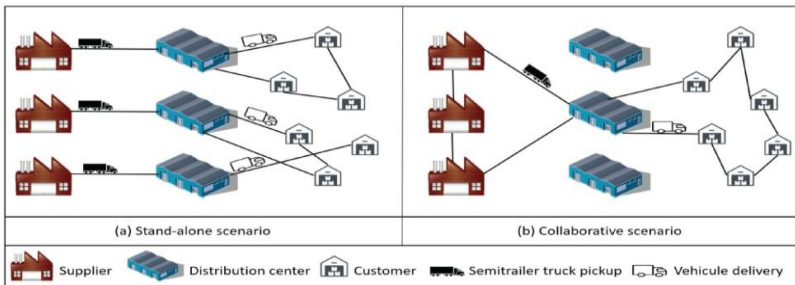 (a) Stand-alone scenario
(b) Collaborative scenario
Supplier
Distribution center
Customer
Semitrailer truck pickup
Vehicule delivery